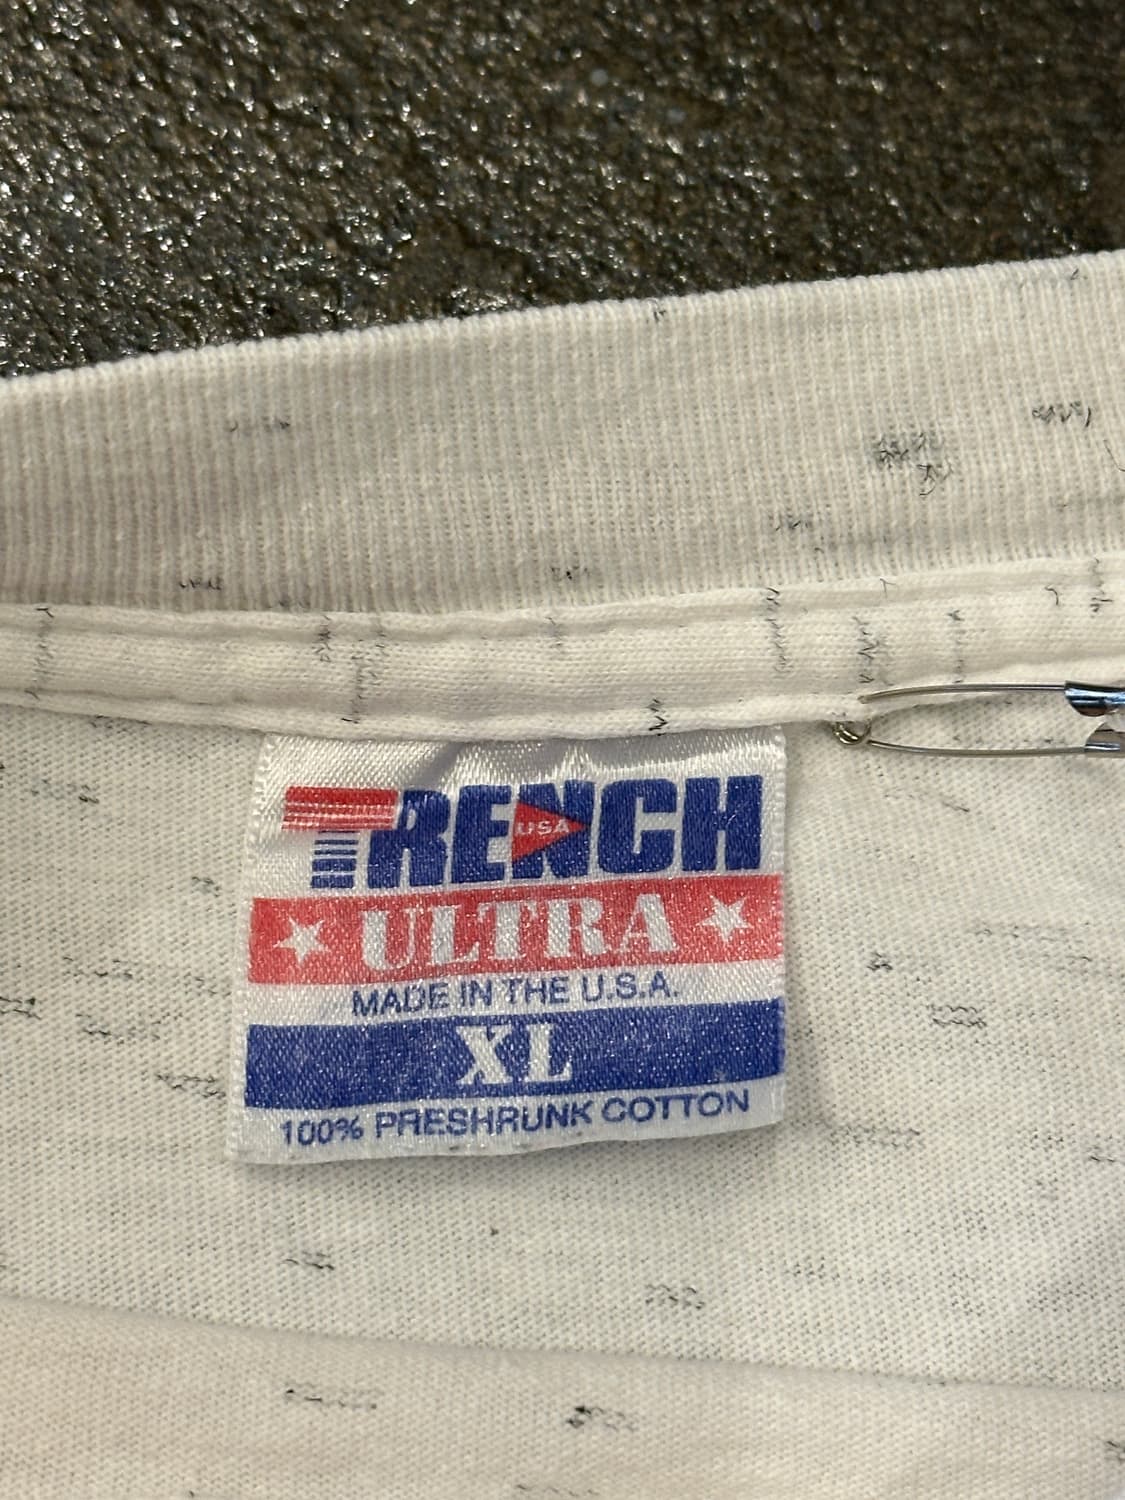 TRENCH
USA
ULTRA
MADE IN THE U.S.A.
XL
100% PRESHRUNK COTTON